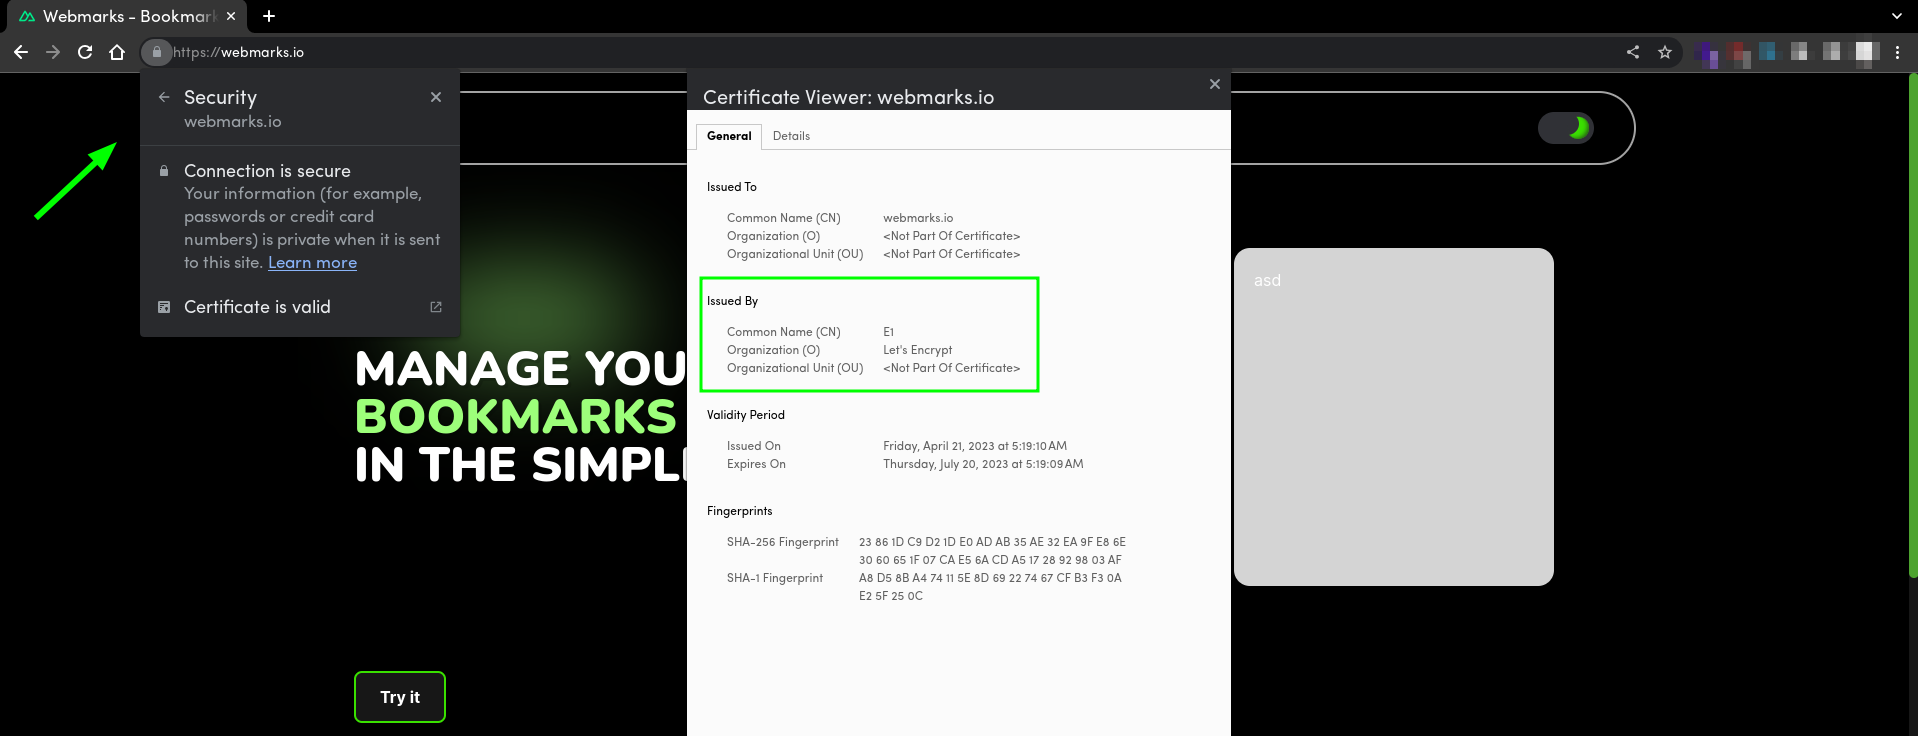 Webmarks - Bookmark
https://webmarks.io
Security
webmarks.io
Connection is secure
Your information (for example,
passwords or credit card
numbers) is private when it is sent
to this site. Learn more
Certificate is valid
MANAGE YOU
BOOKMARKS
IN THE SIMPL
Try it
Certificate Viewer: webmarks.io
General Details
Issued To
Common Name (CN) webmarks.io
Organization (O) <Not Part Of Certificate>
Organizational Unit (OU) <Not Part Of Certificate>
Issued By
Common Name (CN) E1
Organization (O) Let's Encrypt
Organizational Unit (OU) <Not Part Of Certificate>
Validity Period
Issued On Friday, April 21, 2023 at 5:19:10 AM
Expires On Thursday, July 20, 2023 at 5:19:09 AM
Fingerprints
SHA-256 Fingerprint 23 86 1D C9 D2 1D E0 AD AB 35 AE 32 EA 9F E8 6E
30 60 65 1F 07 CA E5 6A CD A5 17 28 92 98 03 AF
SHA-1 Fingerprint A8 D5 8B A4 74 11 5E 8D 69 22 74 67 CF B3 F3 0A
E2 5F 25 0C
asd